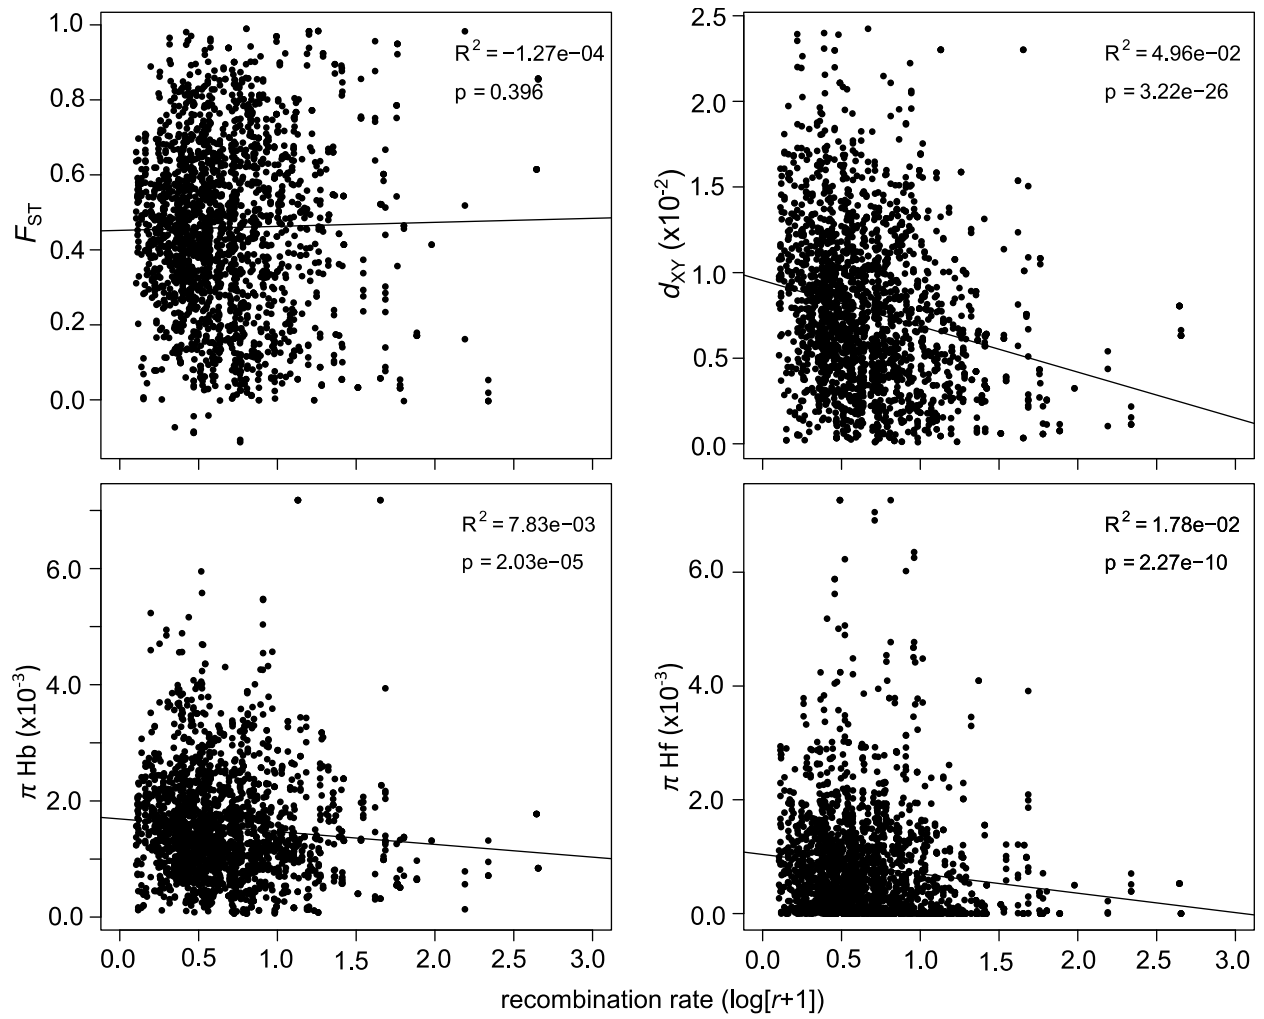 1.0
0.8
0.6
0.4
0.2
0.0
F_ST
R² = −1.27e−04
p = 0.396
2.5
2.0
1.5
1.0
0.5
0.0
d_XY (x10⁻²)
R² = 4.96e−02
p = 3.22e−26
6.0
4.0
2.0
0.0
π Hb (x10⁻³)
R² = 7.83e−03
p = 2.03e−05
0.0 0.5 1.0 1.5 2.0 2.5 3.0
6.0
4.0
2.0
0.0
π Hf (x10⁻³)
R² = 1.78e−02
p = 2.27e−10
0.0 0.5 1.0 1.5 2.0 2.5 3.0
recombination rate (log[r+1])